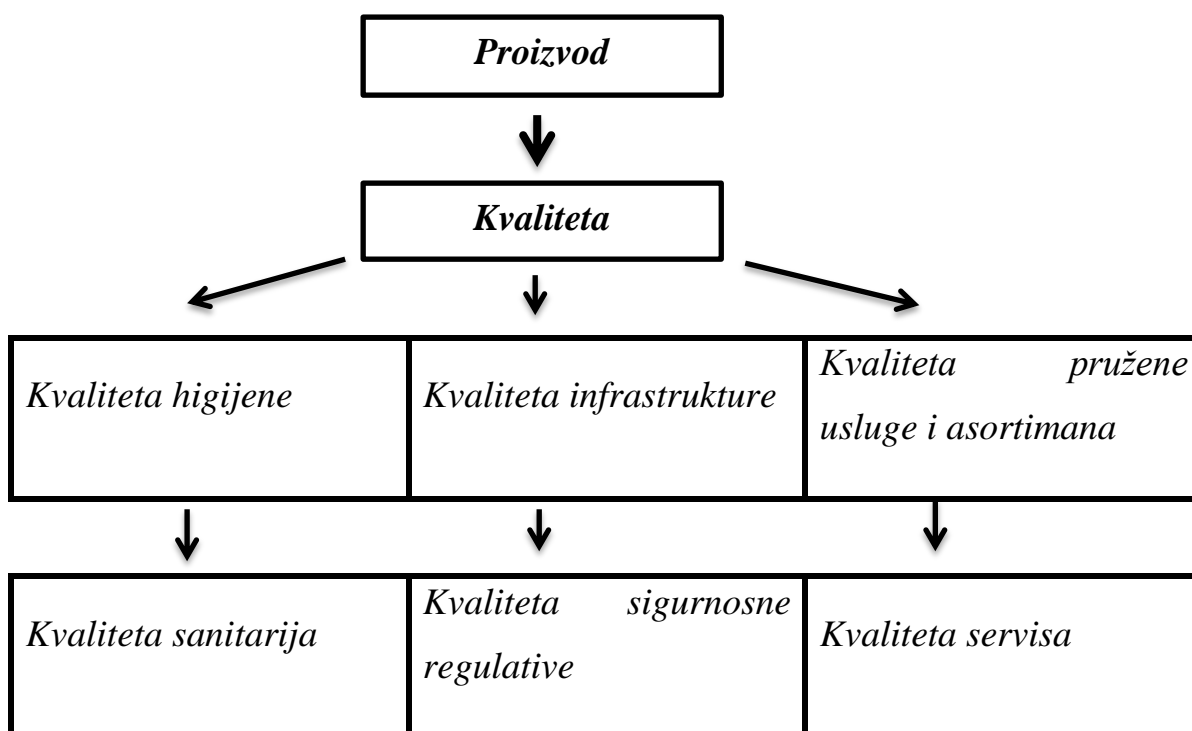 Proizvod
Kvaliteta
Kvaliteta higijene
Kvaliteta infrastrukture
Kvaliteta pružene
usluge i asortimana
Kvaliteta sanitarija
Kvaliteta sigurnosne
regulative
Kvaliteta servisa